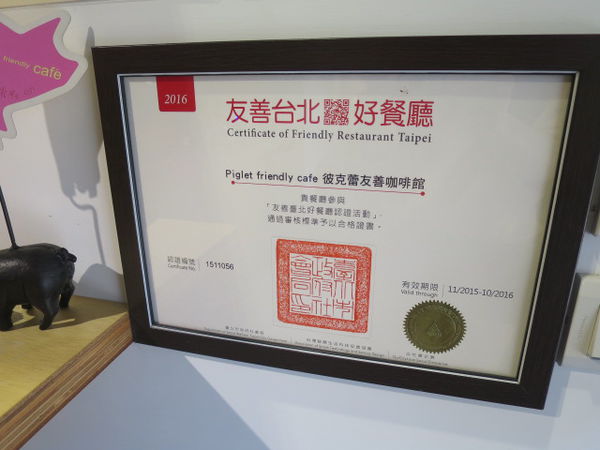 friendly cafe
2016
友善台北 好餐廳
Certificate of Friendly Restaurant Taipei
Piglet friendly cafe 彼克蕾友善咖啡館
貴餐廳參與
「友善臺北好餐廳認證活動」,
通過審核標準予以合格證書。
認證編號
Certificate No. 1511056
有效期限
Valid through: 11/2015-10/2016